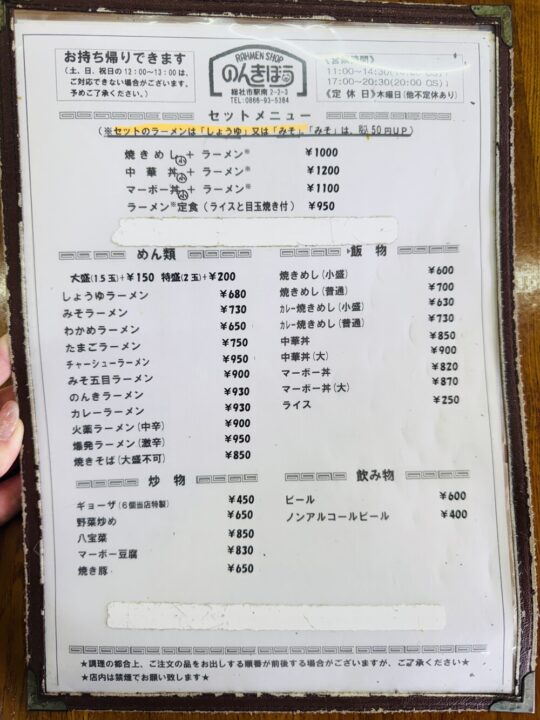 お持ち帰りできます
(土、日、祝日の12:00〜13:00は、
ご対応できない場合がございます。
予めご了承ください。)
RAHMEN SHOP
のんきぼう
総社市駅南2-2-3
TEL:0866-93-5364
11:00〜14:30
17:00〜20:30(20:00 OS)
《定休日》木曜日(他不定休あり)
セットメニュー
(※セットのラーメンは「しょうゆ」又は「みそ」「みそ」は、50円UP)
焼きめし小+ラーメン※ ¥1000
中華丼小+ラーメン※ ¥1200
マーボー丼小+ラーメン※ ¥1100
ラーメン※定食(ライスと目玉焼き付) ¥950
めん類
大盛(1.5玉)+¥150 特盛(2玉)+¥200
しょうゆラーメン ¥680
みそラーメン ¥730
わかめラーメン ¥650
たまごラーメン ¥750
チャーシューラーメン ¥950
みそ五目ラーメン ¥900
のんきラーメン ¥930
カレーラーメン ¥930
火薬ラーメン(中辛) ¥900
爆発ラーメン(激辛) ¥950
焼きそば(大盛不可) ¥850
飯物
焼きめし(小盛) ¥600
焼きめし(普通) ¥700
カレー焼きめし(小盛) ¥630
カレー焼きめし(普通) ¥730
中華丼 ¥850
中華丼(大) ¥900
マーボー丼 ¥820
マーボー丼(大) ¥870
ライス ¥250
炒物
ギョーザ(6個当店特製) ¥450
野菜炒め ¥650
八宝菜 ¥850
マーボー豆腐 ¥830
焼き豚 ¥650
飲み物
ビール ¥600
ノンアルコールビール ¥400
★調理の都合上、ご注文の品をお出しする順番が前後する場合がございますが、ご了承ください★
★店内は禁煙でお願い致します★